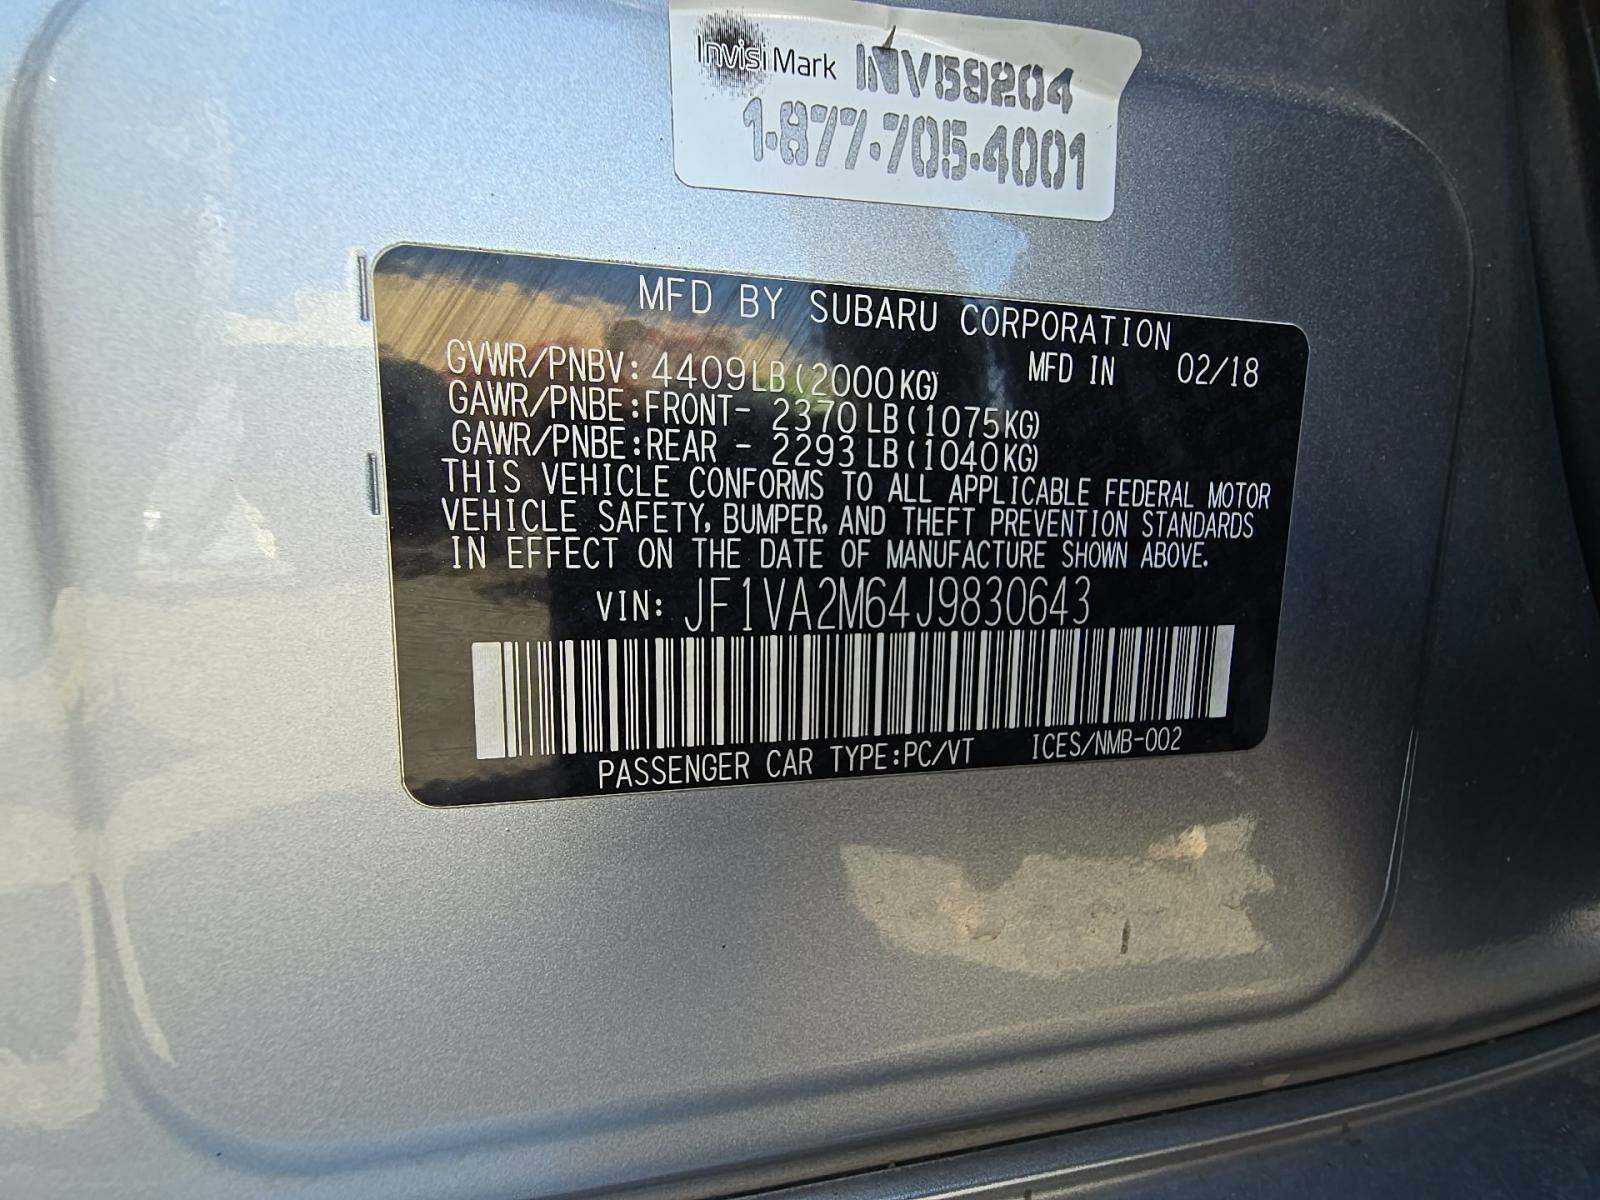 InvisiMark INV59204
1-877-705-4001
MFD BY SUBARU CORPORATION
GVWR/PNBV: 4409LB(2000KG) MFD IN 02/18
GAWR/PNBE:FRONT- 2370LB(1075KG)
GAWR/PNBE:REAR - 2293LB(1040KG)
THIS VEHICLE CONFORMS TO ALL APPLICABLE FEDERAL MOTOR
VEHICLE SAFETY, BUMPER, AND THEFT PREVENTION STANDARDS
IN EFFECT ON THE DATE OF MANUFACTURE SHOWN ABOVE.
VIN: JF1VA2M64J9830643
PASSENGER CAR TYPE:PC/VT ICES/NMB-002